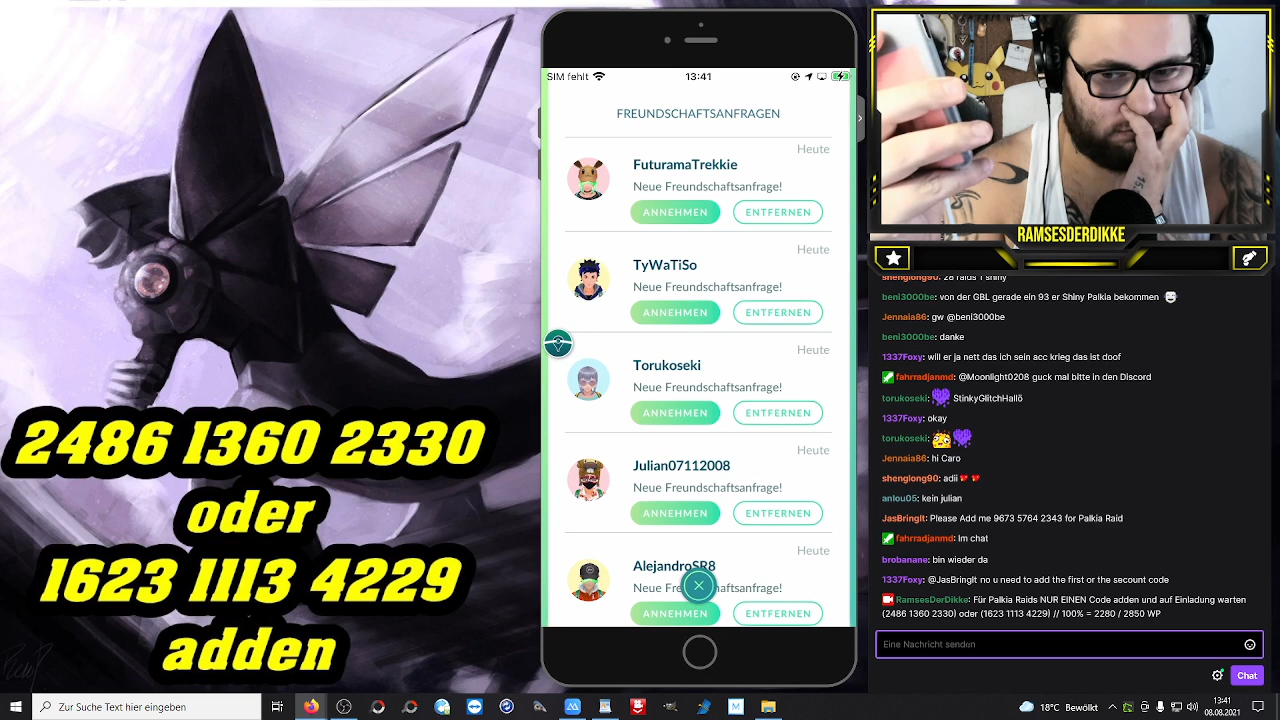 2486 1360 2330
oder
1623 1113 4229
adden
SIM fehlt
13:41
FREUNDSCHAFTSANFRAGEN
Heute
FuturamaTrekkie
Neue Freundschaftsanfrage!
ANNEHMEN ENTFERNEN
Heute
TyWaTiSo
Neue Freundschaftsanfrage!
ANNEHMEN ENTFERNEN
Heute
Torukoseki
Neue Freundschaftsanfrage!
ANNEHMEN ENTFERNEN
Heute
Julian07112008
Neue Freundschaftsanfrage!
ANNEHMEN ENTFERNEN
Heute
AlejandroSR8
Neue
ANNEHMEN ENTFERNEN
RAMSESDERDIKKE
shenglong90: 28 raids 1 shiny
beni3000be: von der GBL gerade ein 93 er Shiny Palkia bekommen
Jennaia86: gw @beni3000be
beni3000be: danke
1337Foxy: will er ja nett das ich sein acc krieg das ist doof
fahrradjanmd: @Moonlight0208 guck mal bitte in den Discord
torukoseki: StinkyGlitchHallö
1337Foxy: okay
torukoseki:
Jennaia86: hi Caro
shenglong90: adii
anlou05: kein julian
JasBringIt: Please Add me 9673 5764 2343 for Palkia Raid
fahrradjanmd: Im chat
brobanane: bin wieder da
1337Foxy: @JasBringIt no u need to add the first or the secount code
RamsesDerDikke: Für Palkia Raids NUR EINEN Code adden und auf Einladung warten
(2486 1360 2330) oder (1623 1113 4229) // 100% = 2280 / 2850 WP
Eine Nachricht senden
Chat
Zur Suche Text hier eingeben
18°C Bewölkt
13:41
08.08.2021